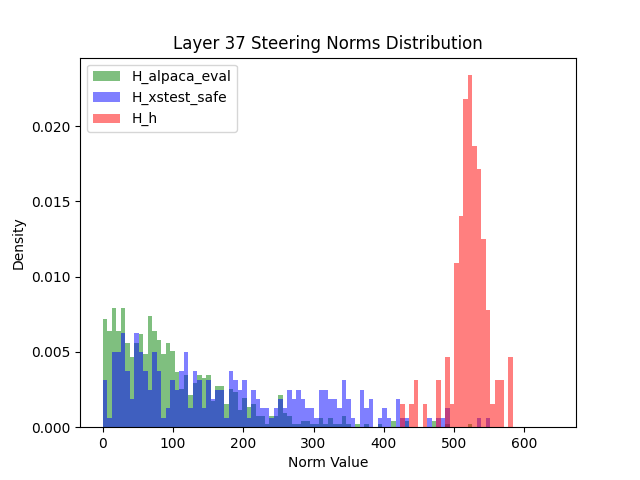 Layer 37 Steering Norms Distribution
H_alpaca_eval
H_xstest_safe
H_h
Density
0.020
0.015
0.010
0.005
0.000
0 100 200 300 400 500 600
Norm Value